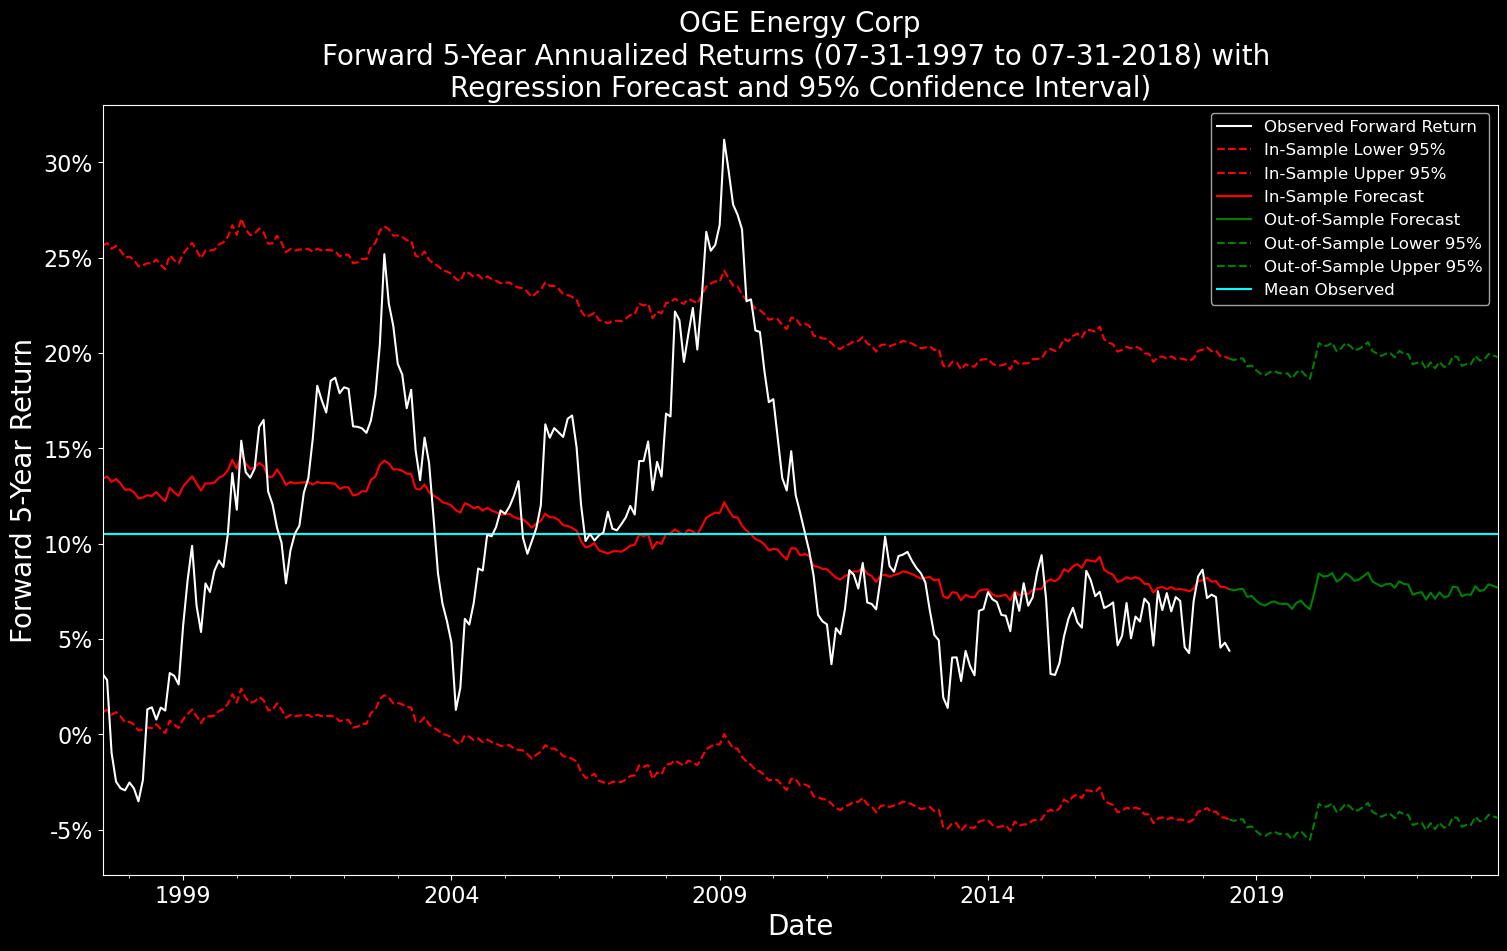 OGE Energy Corp
Forward 5-Year Annualized Returns (07-31-1997 to 07-31-2018) with
Regression Forecast and 95% Confidence Interval)
Observed Forward Return
In-Sample Lower 95%
In-Sample Upper 95%
In-Sample Forecast
Out-of-Sample Forecast
Out-of-Sample Lower 95%
Out-of-Sample Upper 95%
Mean Observed
Forward 5-Year Return
30%
25%
20%
15%
10%
5%
0%
-5%
1999
2004
2009
2014
2019
Date